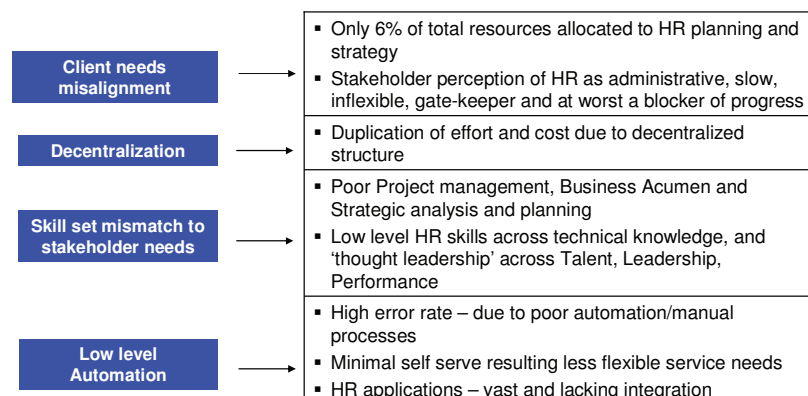 Client needs
misalignment
▪ Only 6% of total resources allocated to HR planning and
strategy
▪ Stakeholder perception of HR as administrative, slow,
inflexible, gate-keeper and at worst a blocker of progress
Decentralization
▪ Duplication of effort and cost due to decentralized
structure
Skill set mismatch to
stakeholder needs
▪ Poor Project management, Business Acumen and
Strategic analysis and planning
▪ Low level HR skills across technical knowledge, and
‘thought leadership’ across Talent, Leadership,
Performance
Low level
Automation
▪ High error rate – due to poor automation/manual
processes
▪ Minimal self serve resulting less flexible service needs
▪ HR applications – vast and lacking integration